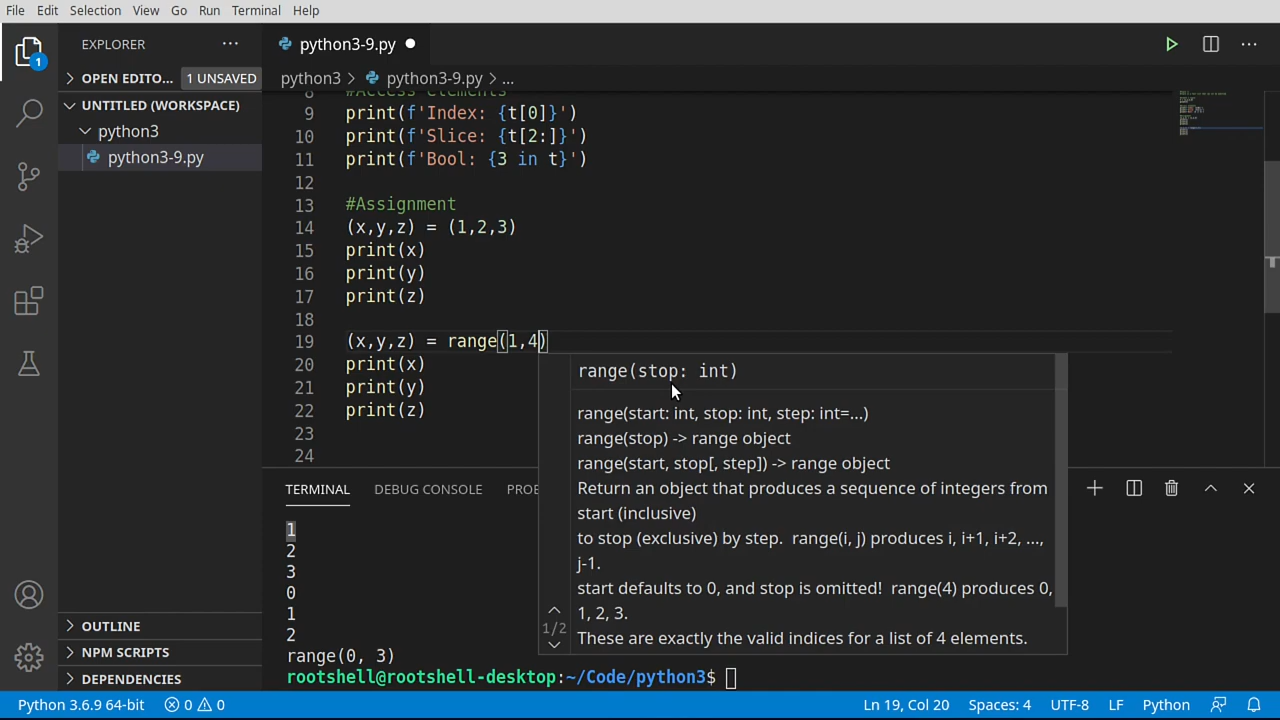 File Edit Selection View Go Run Terminal Help
EXPLORER
python3-9.py
OPEN EDITO... 1 UNSAVED
python3 > python3-9.py > ...
UNTITLED (WORKSPACE)
python3
python3-9.py
1
8 #Access elements
9 print(f'Index: {t[0]}')
10 print(f'Slice: {t[2:]}')
11 print(f'Bool: {3 in t}')
12
13 #Assignment
14 (x,y,z) = (1,2,3)
15 print(x)
16 print(y)
17 print(z)
18
19 (x,y,z) = range(1,4)
20 print(x)
21 print(y)
22 print(z)
23
24
range(stop: int)
range(start: int, stop: int, step: int=...)
range(stop) -> range object
range(start, stop[, step]) -> range object
Return an object that produces a sequence of integers from
start (inclusive)
to stop (exclusive) by step.  range(i, j) produces i, i+1, i+2, ...,
j-1.
start defaults to 0, and stop is omitted!  range(4) produces 0,
1, 2, 3.
These are exactly the valid indices for a list of 4 elements.
1/2
TERMINAL DEBUG CONSOLE
1
2
3
0
1
2
range(0, 3)
rootshell@rootshell-desktop:~/Code/python3$
OUTLINE
NPM SCRIPTS
DEPENDENCIES
Python 3.6.9 64-bit 0 0 Ln 19, Col 20 Spaces: 4 UTF-8 LF Python